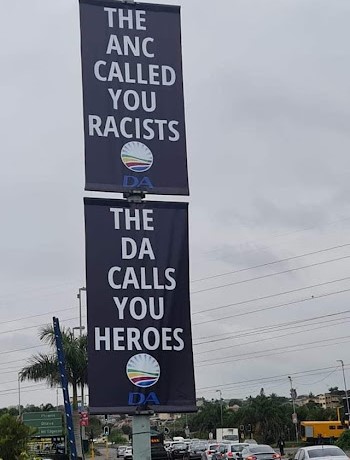 THE
ANC
CALLED
YOU
RACISTS
DA
THE
DA
CALLS
YOU
HEROES
DA